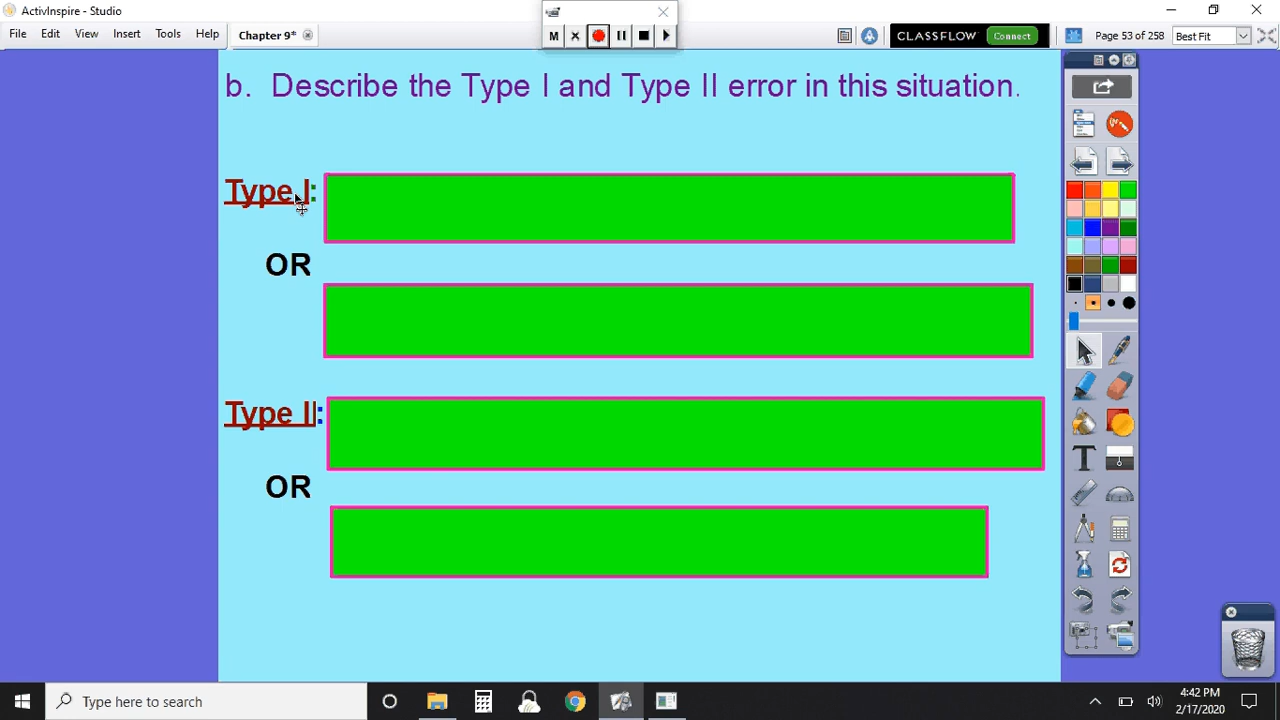 ActivInspire - Studio
File Edit View Insert Tools Help
Chapter 9*
M
CLASSFLOW Connect
Page 53 of 258
Best Fit
b. Describe the Type I and Type II error in this situation.
Type I:
OR
Type II:
OR
T
Type here to search
4:42 PM
2/17/2020